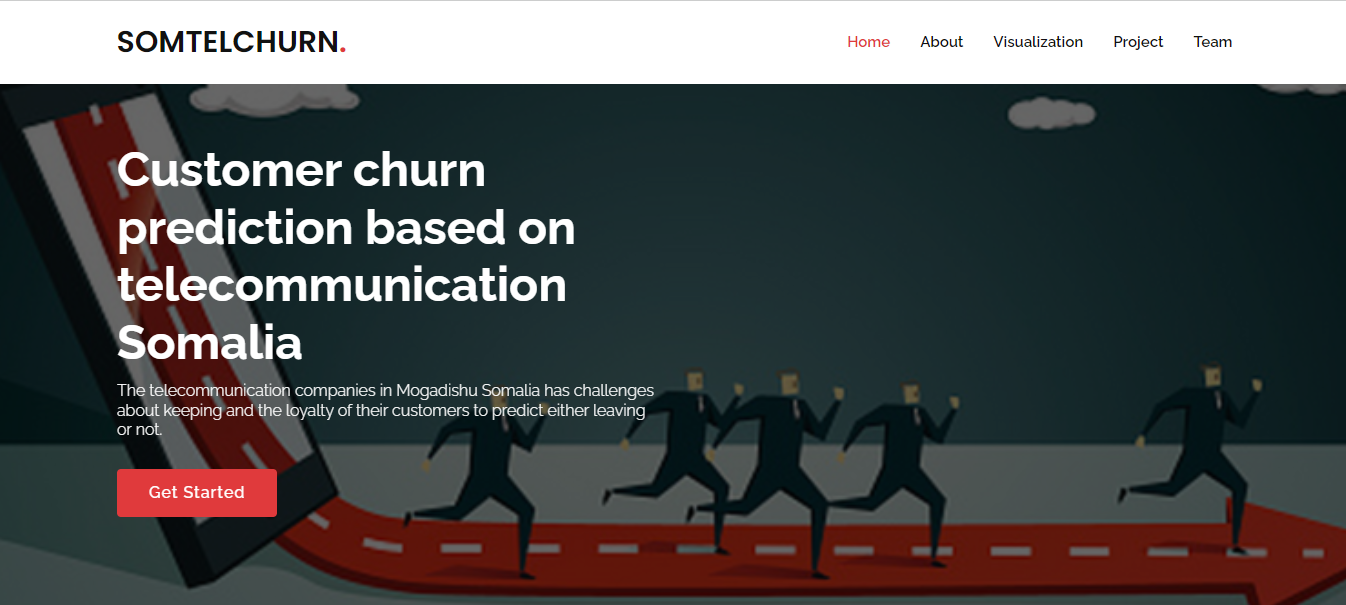 SOMTELCHURN.
Home About Visualization Project Team
Customer churn
prediction based on
telecommunication
Somalia
The telecommunication companies in Mogadishu Somalia has challenges
about keeping and the loyalty of their customers to predict either leaving
or not.
Get Started